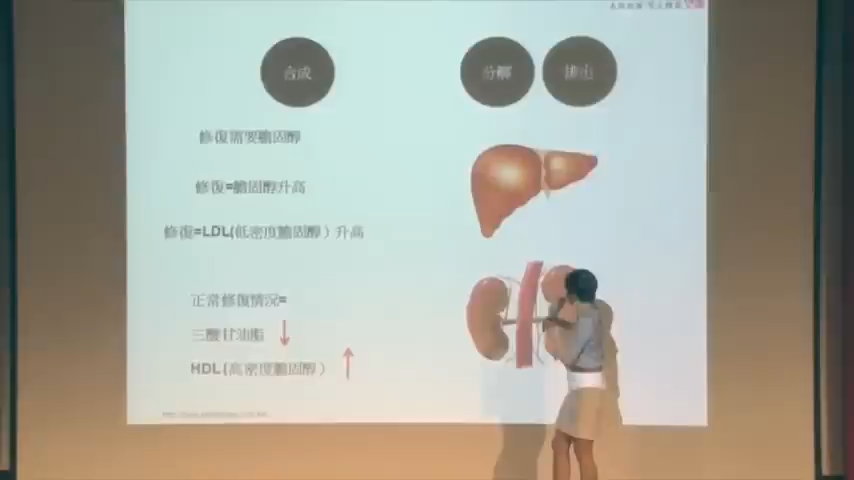 合成
分解
排出
修復需要膽固醇
修復=膽固醇升高
修復=LDL(低密度膽固醇）升高
正常修復情況=
三酸甘油脂
HDL(高密度膽固醇）